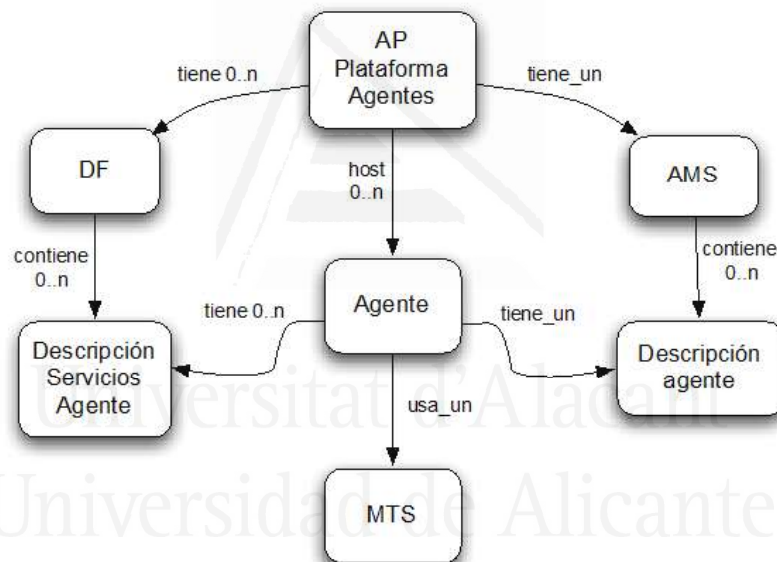 AP
Plataforma
Agentes
tiene 0..n
tiene_un
DF
host
0..n
AMS
contiene
0..n
contiene
0..n
Agente
tiene 0..n
tiene_un
Descripción
Servicios
Agente
Descripción
agente
Universitat d'Alacant
usa_un
MTS
Universidad de Alicante